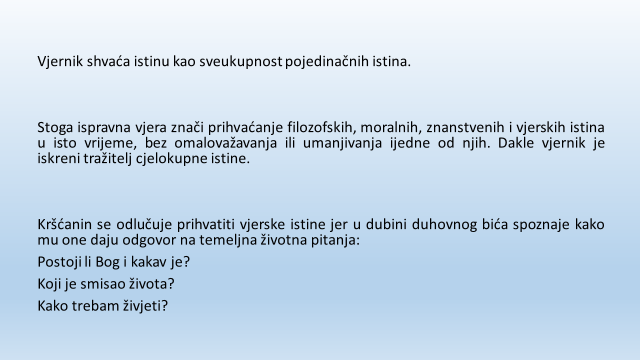 Vjernik shvaća istinu kao sveukupnost pojedinačnih istina.
Stoga ispravna vjera znači prihvaćanje filozofskih, moralnih, znanstvenih i vjerskih istina
u isto vrijeme, bez omalovažavanja ili umanjivanja ijedne od njih. Dakle vjernik je
iskreni tražitelj cjelokupne istine.
Kršćanin se odlučuje prihvatiti vjerske istine jer u dubini duhovnog bića spoznaje kako
mu one daju odgovor na temeljna životna pitanja:
Postoji li Bog i kakav je?
Koji je smisao života?
Kako trebam živjeti?